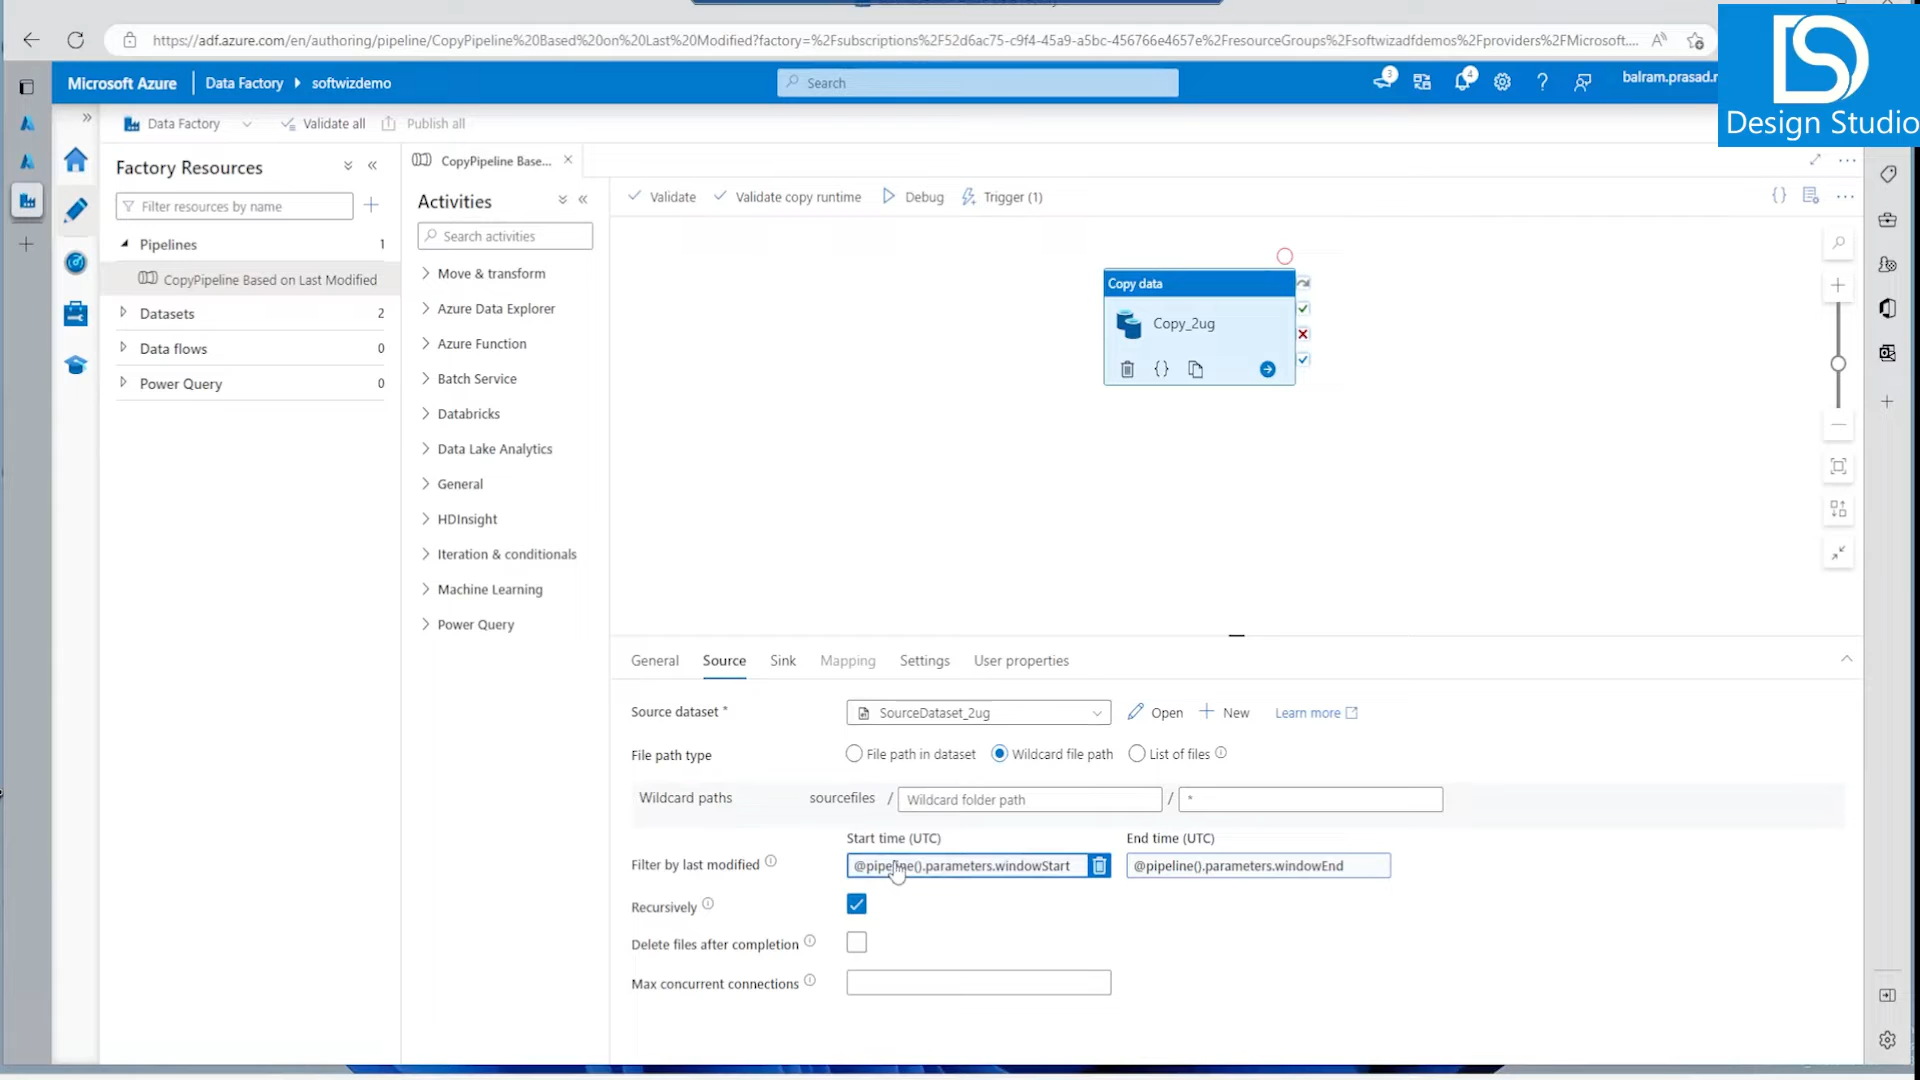 https://adf.azure.com/en/authoring/pipeline/CopyPipeline%20Based%20on%20Last%20Modified?factory=%2Fsubscriptions%2F52d6ac75-c9f4-45a9-a5bc-456766e4657e%2FresourceGroups%2Fsoftwizadfdemos%2Fproviders%2FMicrosoft....
Design Studio
Microsoft Azure
Data Factory
softwizdemo
Search
3
4
balram.prasad.r
Data Factory
Validate all
Publish all
Factory Resources
Filter resources by name
Pipelines 1
CopyPipeline Based on Last Modified
Datasets 2
Data flows 0
Power Query 0
CopyPipeline Base...
Activities
Search activities
Move & transform
Azure Data Explorer
Azure Function
Batch Service
Databricks
Data Lake Analytics
General
HDInsight
Iteration & conditionals
Machine Learning
Power Query
Validate
Validate copy runtime
Debug
Trigger (1)
Copy data
Copy_2ug
General
Source
Sink
Mapping
Settings
User properties
Source dataset *
SourceDataset_2ug
Open
New
Learn more
File path type
File path in dataset
Wildcard file path
List of files
Wildcard paths
sourcefiles / Wildcard folder path / *
Start time (UTC)
End time (UTC)
Filter by last modified
@pipeline().parameters.windowStart
@pipeline().parameters.windowEnd
Recursively
Delete files after completion
Max concurrent connections